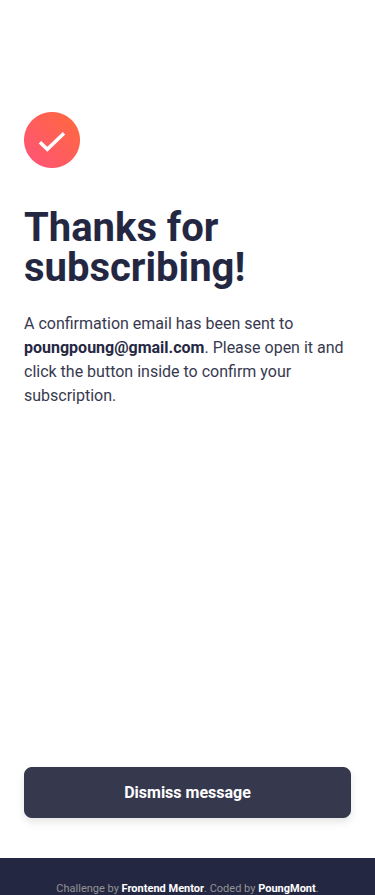 Thanks for
subscribing!
A confirmation email has been sent to
poungpoung@gmail.com. Please open it and
click the button inside to confirm your
subscription.
Dismiss message
Challenge by Frontend Mentor. Coded by PoungMont.